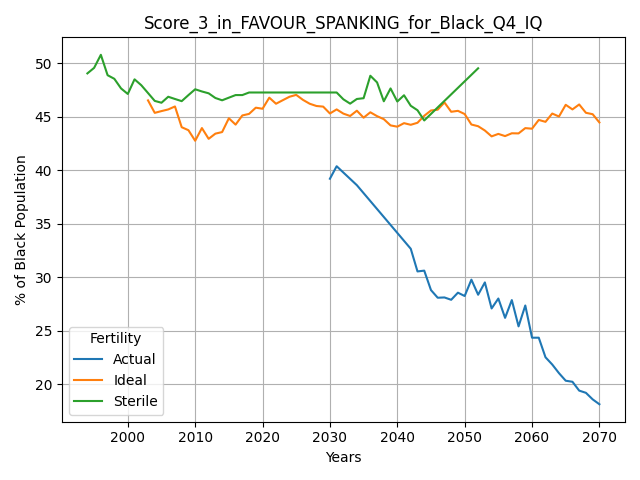 Score_3_in_FAVOUR_SPANKING_for_Black_Q4_IQ
% of Black Population
50
45
40
35
30
25
20
Fertility
Actual
Ideal
Sterile
2000 2010 2020 2030 2040 2050 2060 2070
Years